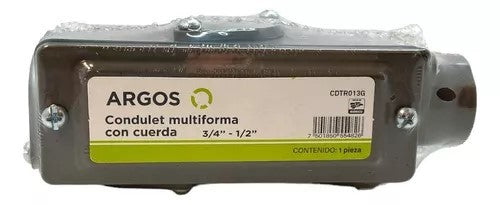 CDTR013G
ARGOS
Condulet multiforma
con cuerda 3/4” - 1/2”
CONTENIDO: 1 pieza